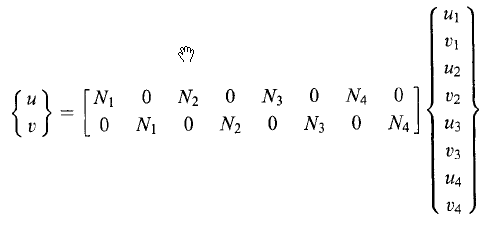 {u v} = [N₁ 0 N₂ 0 N₃ 0 N₄ 0
0 N₁ 0 N₂ 0 N₃ 0 N₄]
{u₁
v₁
u₂
v₂
u₃
v₃
u₄
v₄}